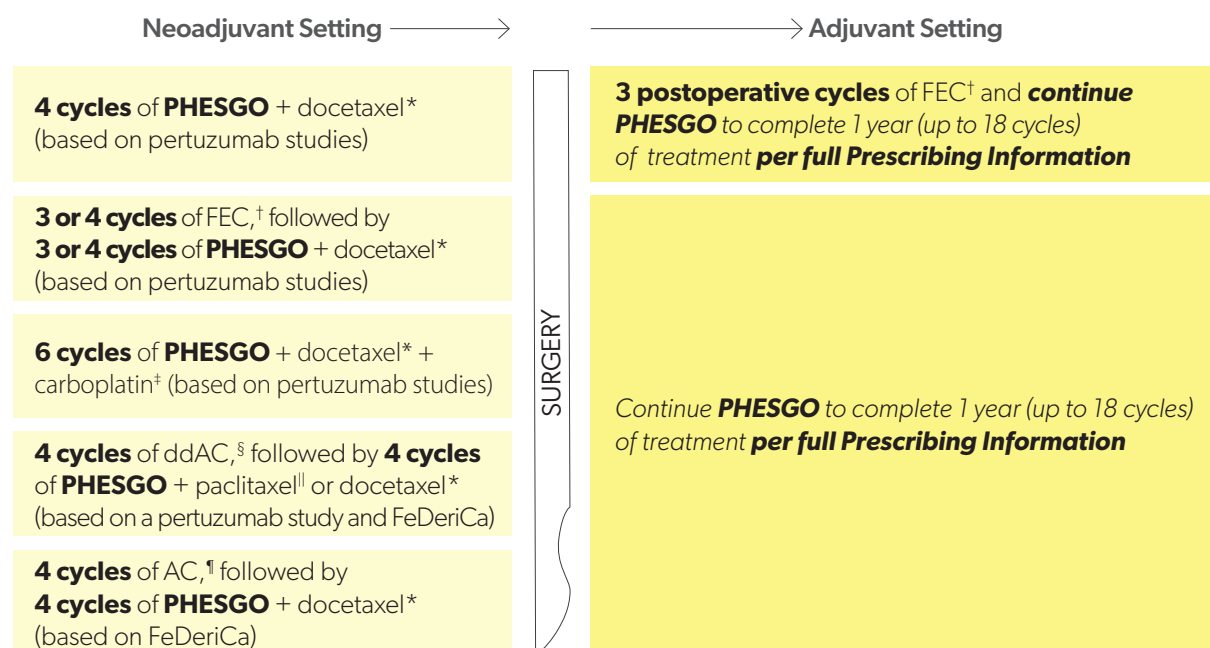 Neoadjuvant Setting
Adjuvant Setting
4 cycles of PHESGO + docetaxel*
(based on pertuzumab studies)
3 postoperative cycles of FEC† and continue
PHESGO to complete 1 year (up to 18 cycles)
of treatment per full Prescribing Information
3 or 4 cycles of FEC,† followed by
3 or 4 cycles of PHESGO + docetaxel*
(based on pertuzumab studies)
6 cycles of PHESGO + docetaxel* +
carboplatin‡ (based on pertuzumab studies)
4 cycles of ddAC,§ followed by 4 cycles
of PHESGO + paclitaxel|| or docetaxel*
(based on a pertuzumab study and FeDeriCa)
4 cycles of AC,¶ followed by
4 cycles of PHESGO + docetaxel*
(based on FeDeriCa)
SURGERY
Continue PHESGO to complete 1 year (up to 18 cycles)
of treatment per full Prescribing Information